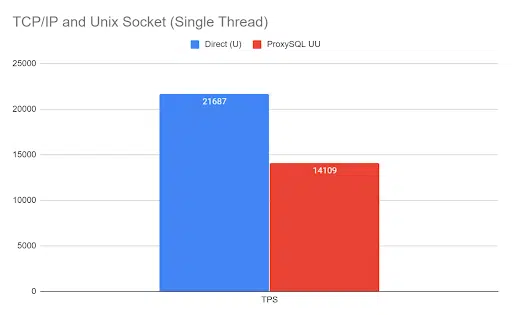 TCP/IP and Unix Socket (Single Thread)
Direct (U) ProxySQL UU
25000
20000
15000
10000
5000
0
21687
14109
TPS